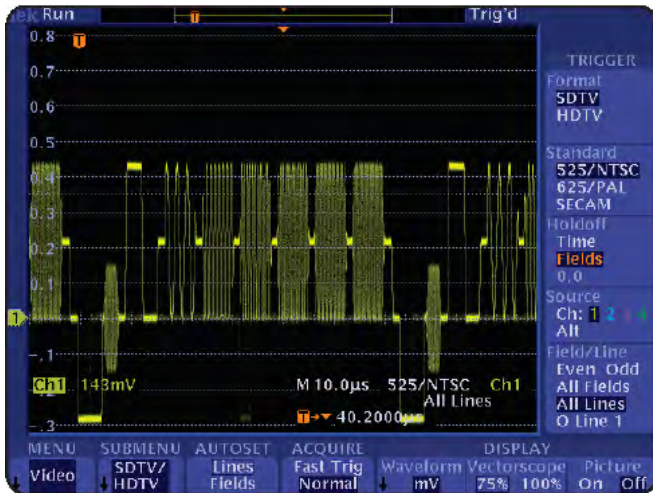 Run Trig'd
T
0.8
T
0.7
0.6
0.5
0.4
0.3
0.2
0.1
1
-.1
Ch1 143mV M 10.0µs 525/NTSC Ch1
All Lines
T→▼ 40.2000µs
-.3
TRIGGER
Format
SDTV
HDTV
Standard
525/NTSC
625/PAL
SECAM
Holdoff
Time
Fields
0.0
Source
Ch: 1 2 3 4
Alt
Field/Line
Even Odd
All Fields
All Lines
O Line 1
MENU SUBMENU AUTOSET ACQUIRE DISPLAY
Video SDTV/ HDTV Lines Fields Fast Trig Normal Waveform mV Vectorscope 75% 100% Picture On Off